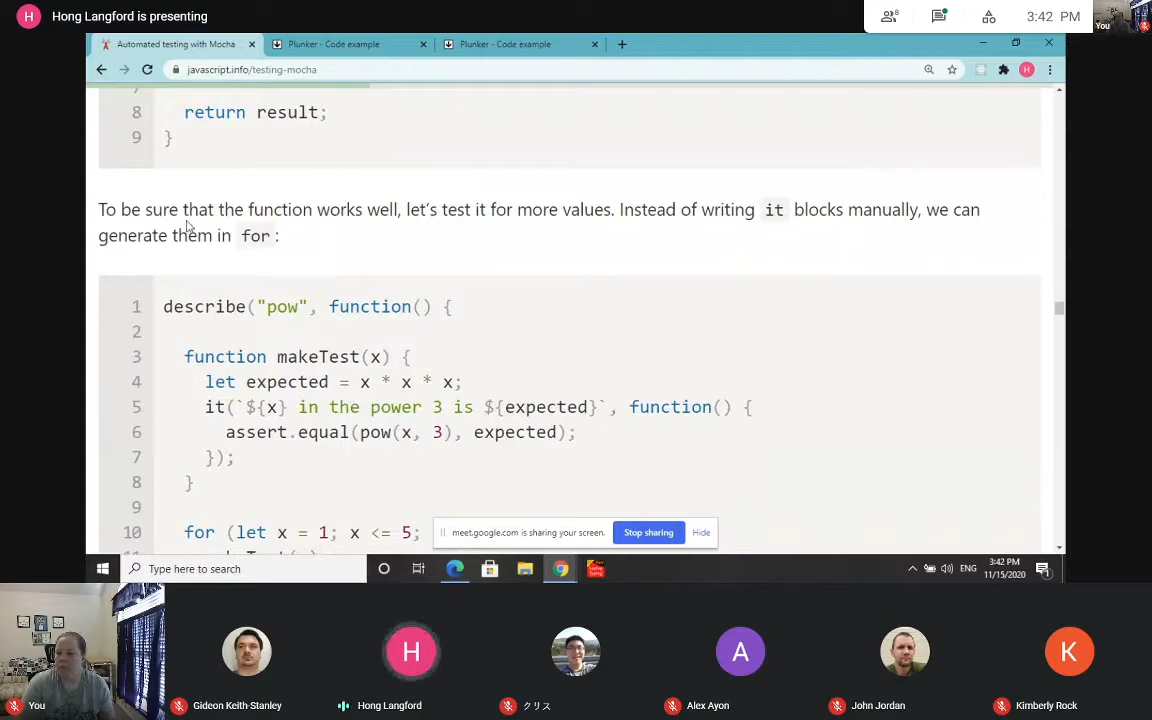 Hong Langford is presenting
8
3:42 PM
You
Automated testing with Mocha
Plunker - Code example
Plunker - Code example
javascript.info/testing-mocha
H
8 return result;
9 }
To be sure that the function works well, let's test it for more values. Instead of writing it blocks manually, we can
generate them in for :
1 describe("pow", function() {
2
3 function makeTest(x) {
4 let expected = x * x * x;
5 it(`${x} in the power 3 is ${expected}`, function() {
6 assert.equal(pow(x, 3), expected);
7 });
8 }
9
10 for (let x = 1; x <= 5;
meet.google.com is sharing your screen.
Stop sharing
Hide
Type here to search
ENG
3:42 PM
11/15/2020
1
H
A
K
You
Gideon Keith-Stanley
Hong Langford
クリス
Alex Ayon
John Jordan
Kimberly Rock